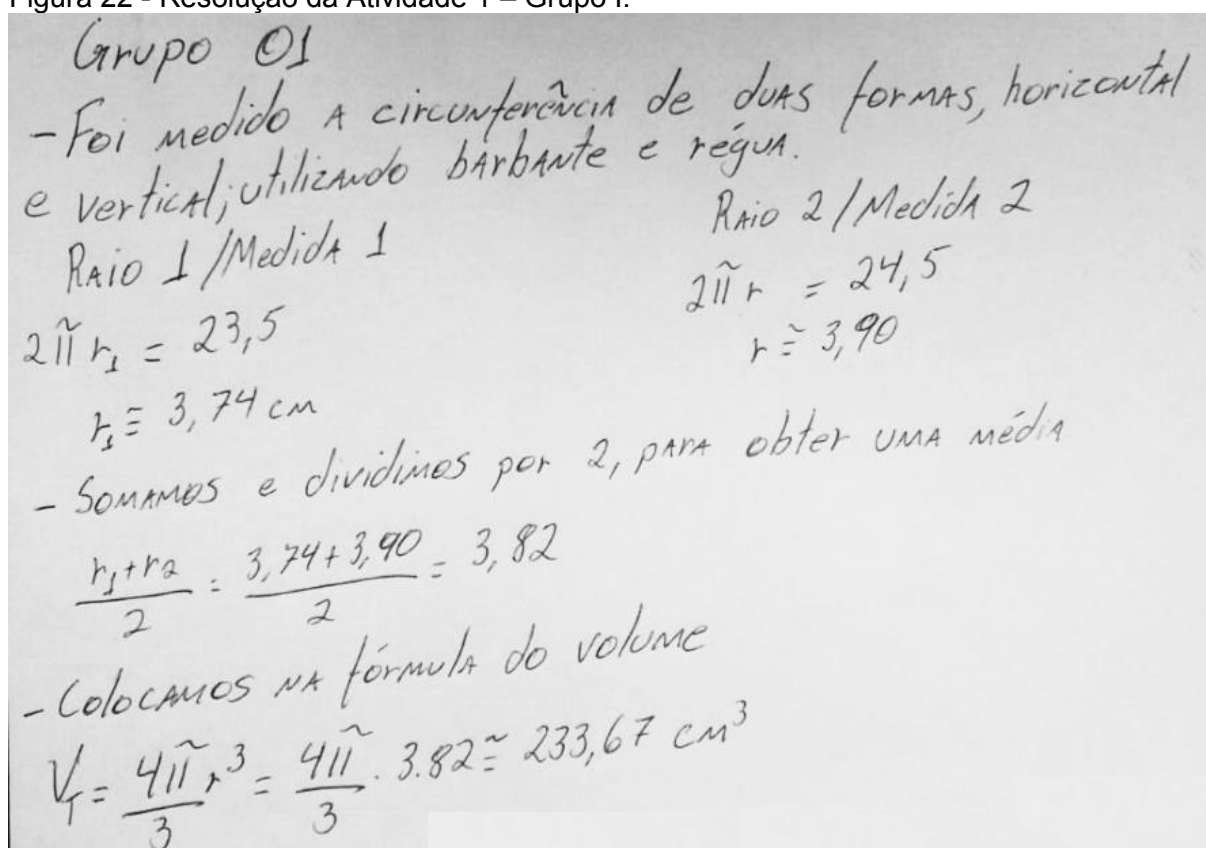 Figura 22 - Resolução da Atividade 1 – Grupo I.
Grupo 01
- Foi medido A circunferência de duas formas, horizontal
e vertical; utilizando barbante e régua.
Raio 1 / Medida 1
Raio 2 / Medida 2
2π r₁ = 23,5
2π r = 24,5
r₁ ≅ 3,74 cm
r ≅ 3,90
- Somamos e dividimos por 2, para obter uma média
(r₁+r₂)/2 = (3,74+3,90)/2 = 3,82
- Colocamos na fórmula do volume
V_T = 4π/3 r³ = 4π/3 . 3.82 ≅ 233,67 cm³